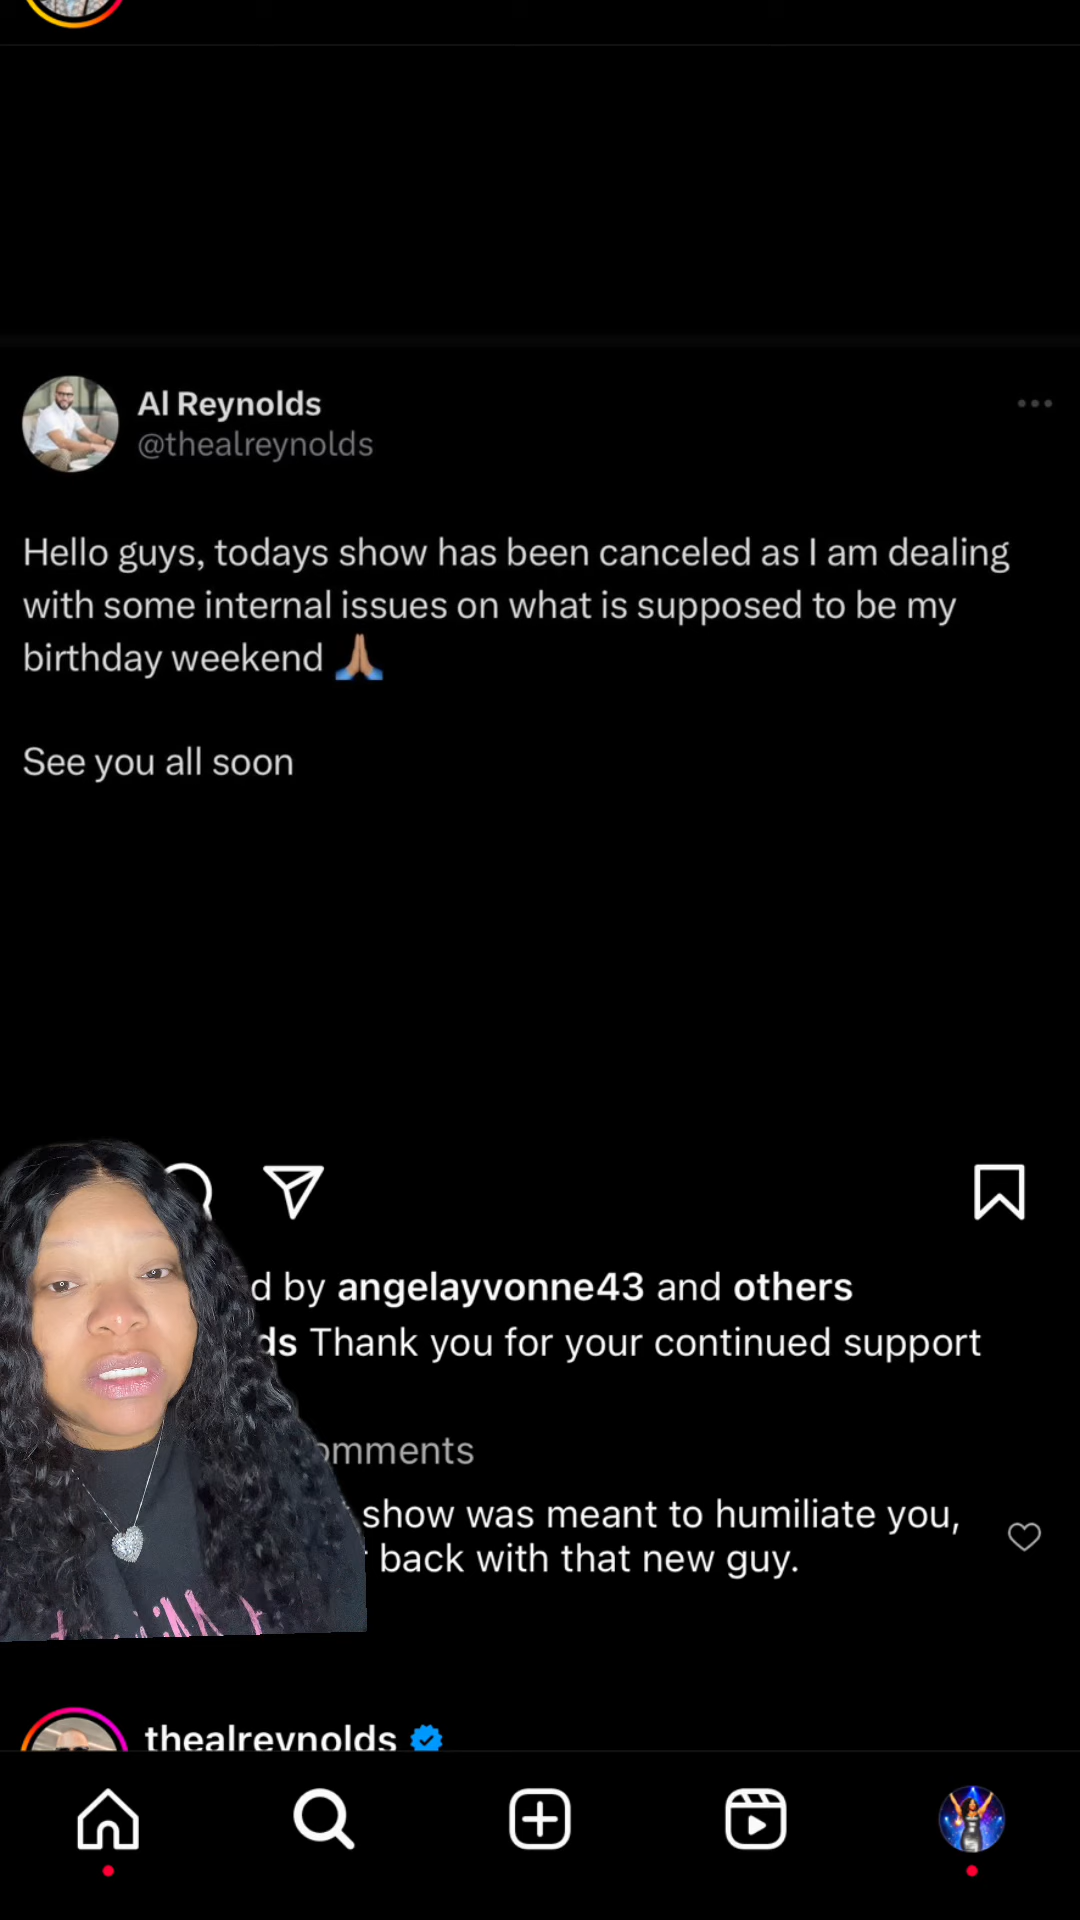 Al Reynolds
@thealreynolds
Hello guys, todays show has been canceled as I am dealing
with some internal issues on what is supposed to be my
birthday weekend 🙏🏽
See you all soon
d by angelayvonne43 and others
ds Thank you for your continued support
omments
show was meant to humiliate you,
back with that new guy.
thealreynolds